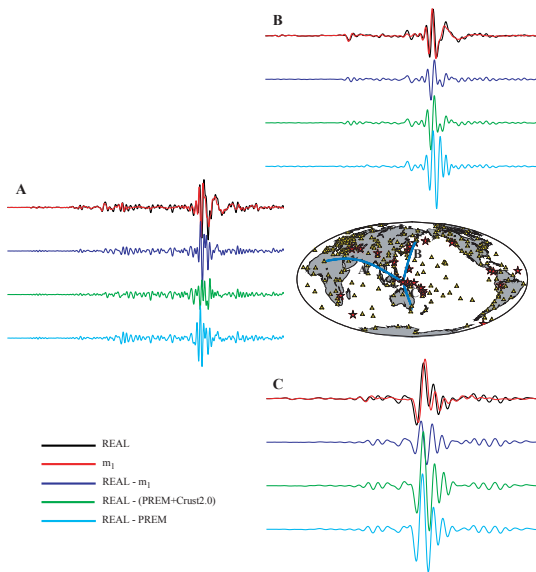 B
A
C
REAL
m1
REAL - m1
REAL - (PREM+Crust2.0)
REAL - PREM